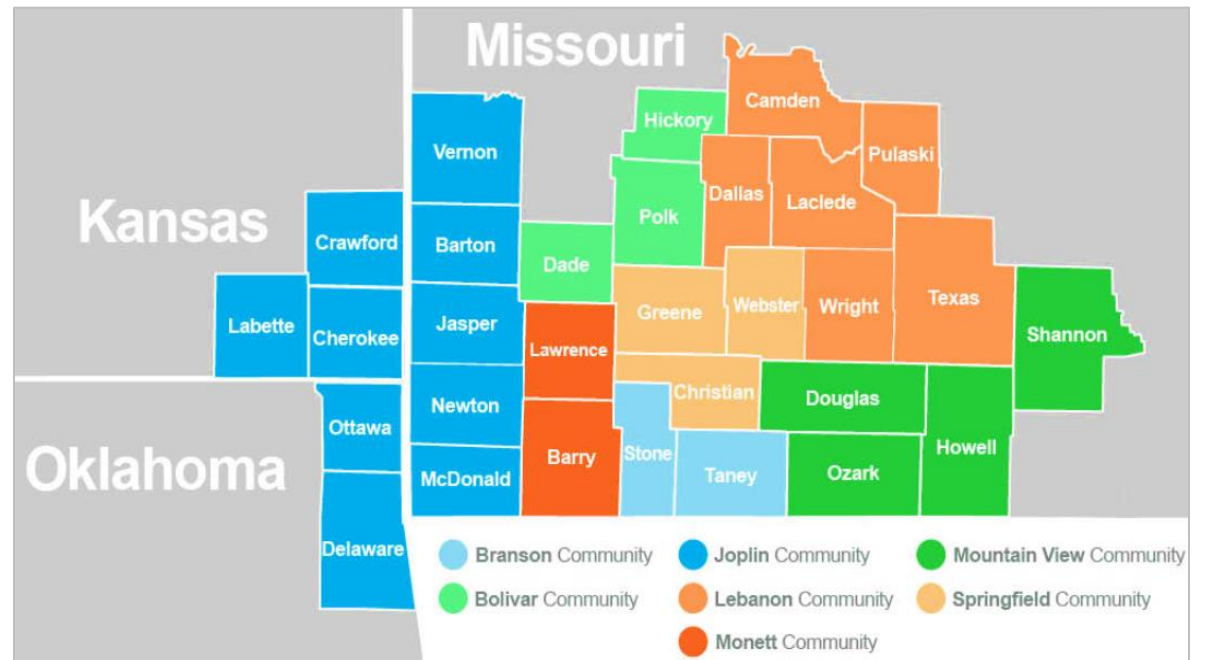 Missouri
Camden
Hickory
Vernon
Pulaski
Dallas
Laclede
Kansas
Polk
Crawford
Barton
Dade
Texas
Greene
Webster
Wright
Labette
Cherokee
Jasper
Shannon
Lawrence
Christian
Douglas
Newton
Ottawa
Howell
Stone
Barry
Oklahoma
McDonald
Taney
Ozark
Delaware
Branson Community
Joplin Community
Mountain View Community
Bolivar Community
Lebanon Community
Springfield Community
Monett Community